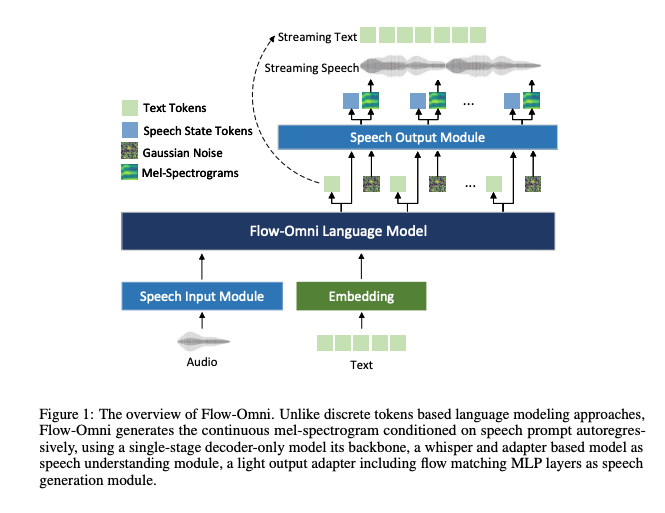 Streaming Text
Streaming Speech
Text Tokens
Speech State Tokens
Gaussian Noise
Mel-Spectrograms
...
Speech Output Module
...
Flow-Omni Language Model
Speech Input Module
Embedding
Audio
Text
Figure 1: The overview of Flow-Omni. Unlike discrete tokens based language modeling approaches,
Flow-Omni generates the continuous mel-spectrogram conditioned on speech prompt autoregres-
sively, using a single-stage decoder-only model its backbone, a whisper and adapter based model as
speech understanding module, a light output adapter including flow matching MLP layers as speech
generation module.